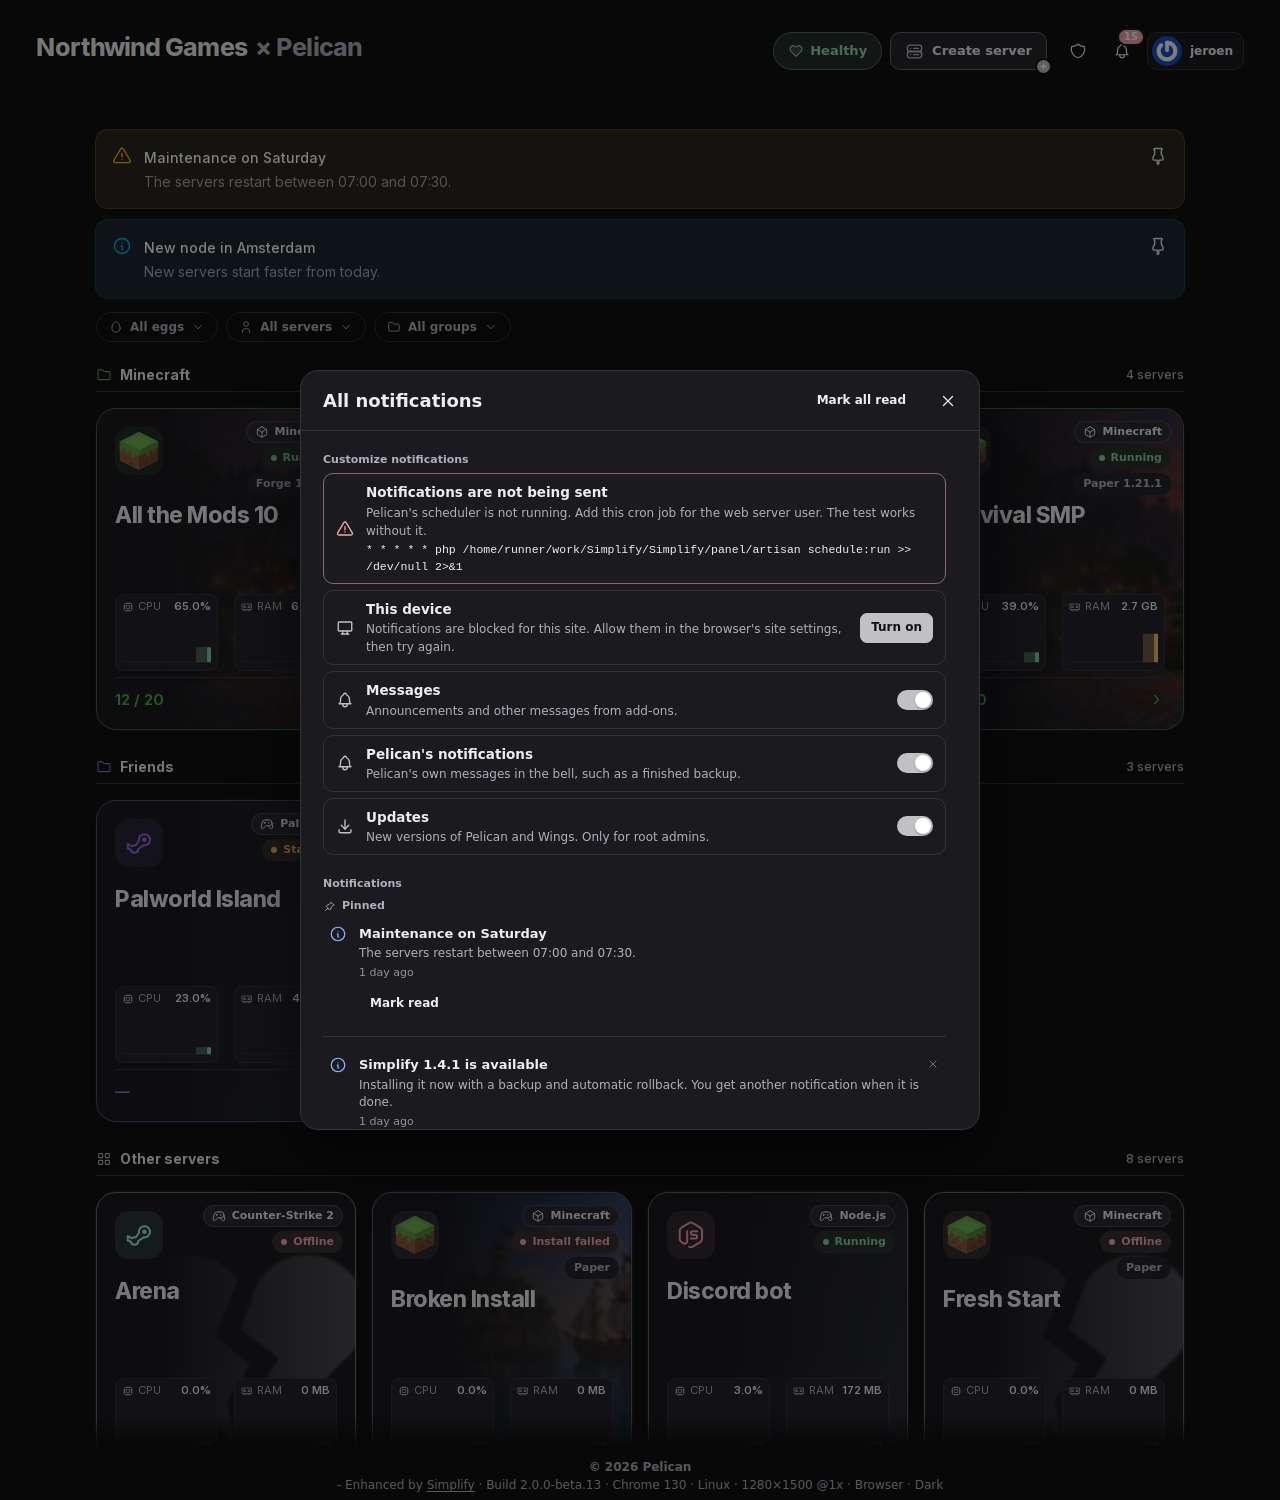 Northwind Games × Pelican
Healthy
Create server
15
jeroen
Maintenance on Saturday
The servers restart between 07:00 and 07:30.
New node in Amsterdam
New servers start faster from today.
All eggs
All servers
All groups
Minecraft
4 servers
All notifications
Mark all read
Customize notifications
Notifications are not being sent
Pelican's scheduler is not running. Add this cron job for the web server user. The test works
without it.
* * * * * php /home/runner/work/Simplify/Simplify/panel/artisan schedule:run >>
/dev/null 2>&1
This device
Notifications are blocked for this site. Allow them in the browser's site settings,
then try again.
Turn on
Messages
Announcements and other messages from add-ons.
Pelican's notifications
Pelican's own messages in the bell, such as a finished backup.
Updates
New versions of Pelican and Wings. Only for root admins.
Notifications
Pinned
Maintenance on Saturday
The servers restart between 07:00 and 07:30.
1 day ago
Mark read
Simplify 1.4.1 is available
Installing it now with a backup and automatic rollback. You get another notification when it is
done.
1 day ago
Forge 1
All the Mods 10
CPU 65.0%
RAM 6
12 / 20
Minecraft
Running
Paper 1.21.1
vival SMP
U 39.0%
RAM 2.7 GB
0
Friends
3 servers
Pal
Sta
Palworld Island
CPU 23.0%
RAM 4
—
Other servers
8 servers
Counter-Strike 2
Offline
Arena
CPU 0.0%
RAM 0 MB
Minecraft
Install failed
Paper
Broken Install
CPU 0.0%
RAM 0 MB
Node.js
Running
Discord bot
CPU 3.0%
RAM 172 MB
Minecraft
Offline
Paper
Fresh Start
CPU 0.0%
RAM 0 MB
© 2026 Pelican
- Enhanced by Simplify · Build 2.0.0-beta.13 · Chrome 130 · Linux · 1280×1500 @1x · Browser · Dark